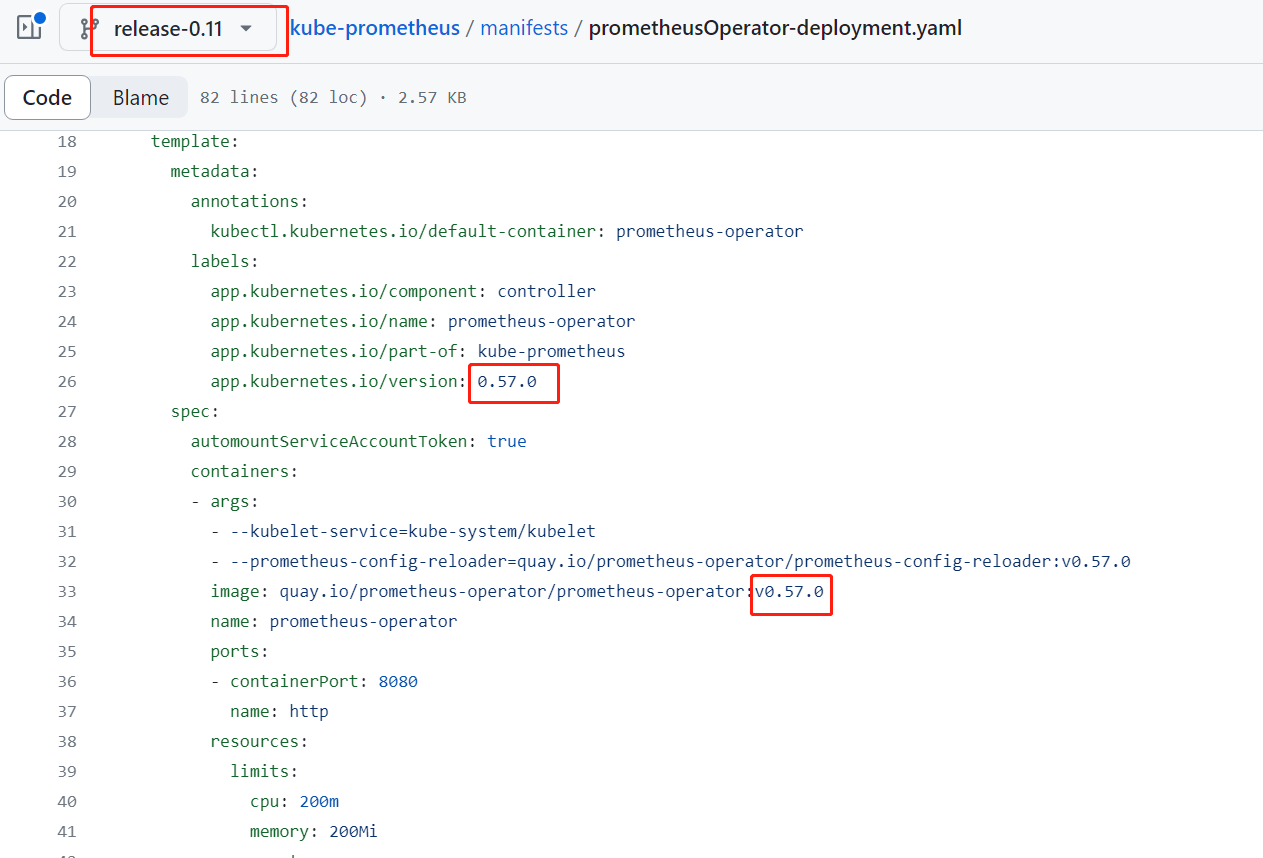 release-0.11 kube-prometheus / manifests / prometheusOperator-deployment.yaml
Code Blame 82 lines (82 loc) · 2.57 KB
18 template:
19 metadata:
20 annotations:
21 kubectl.kubernetes.io/default-container: prometheus-operator
22 labels:
23 app.kubernetes.io/component: controller
24 app.kubernetes.io/name: prometheus-operator
25 app.kubernetes.io/part-of: kube-prometheus
26 app.kubernetes.io/version: 0.57.0
27 spec:
28 automountServiceAccountToken: true
29 containers:
30 - args:
31 - --kubelet-service=kube-system/kubelet
32 - --prometheus-config-reloader=quay.io/prometheus-operator/prometheus-config-reloader:v0.57.0
33 image: quay.io/prometheus-operator/prometheus-operator:v0.57.0
34 name: prometheus-operator
35 ports:
36 - containerPort: 8080
37 name: http
38 resources:
39 limits:
40 cpu: 200m
41 memory: 200Mi